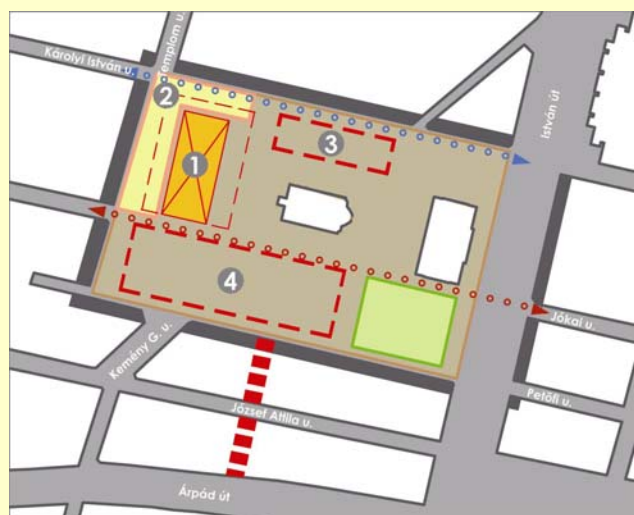 Templom u.
Károlyi István u.
István út
2
3
1
4
Jókai u.
Kemény G. u.
Petőfi u.
József Attila u.
Árpád út